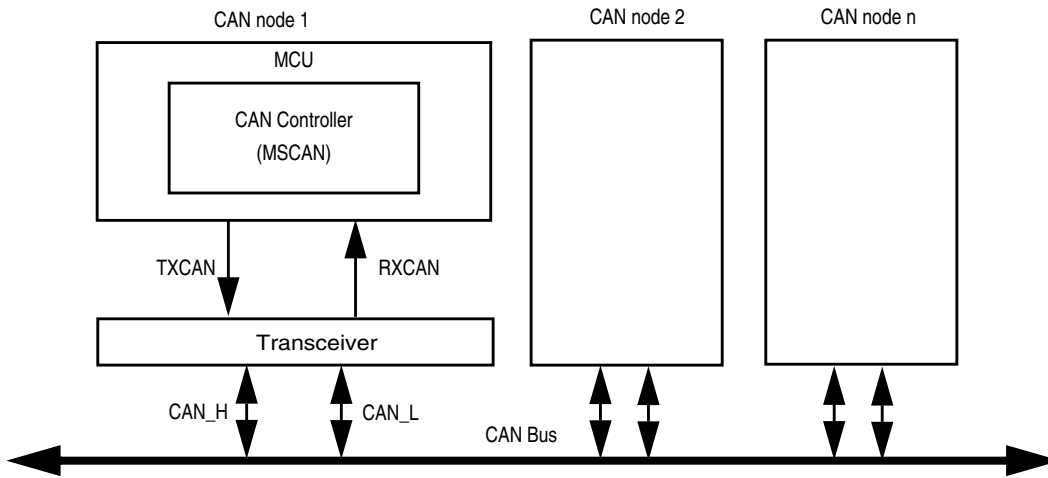 CAN node 1
CAN node 2
CAN node n
MCU
CAN Controller
(MSCAN)
TXCAN
RXCAN
Transceiver
CAN_H
CAN_L
CAN Bus